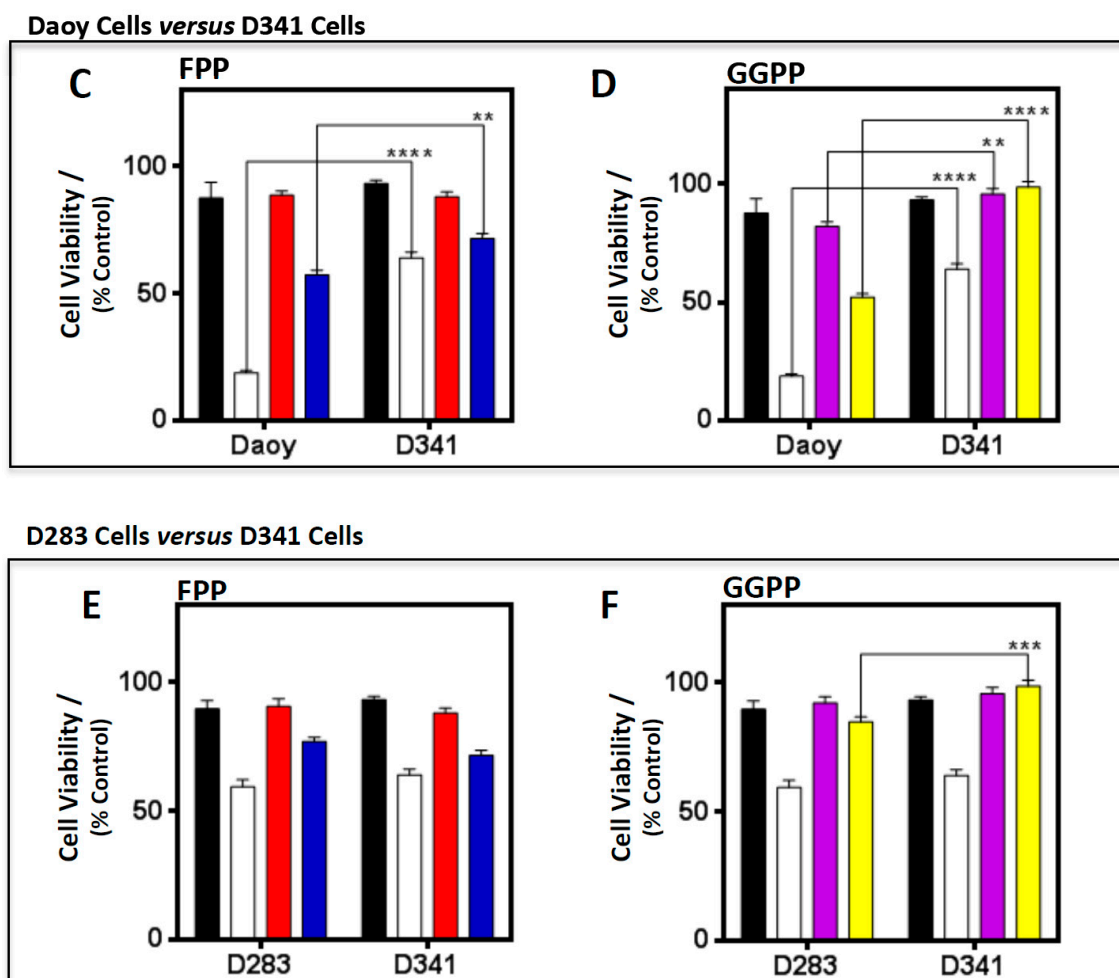 Daoy Cells versus D341 Cells
C
FPP
D
GGPP
**
****
****
**
****
100
50
0
Cell Viability /
(% Control)
Daoy
D341
100
50
0
Cell Viability /
(% Control)
Daoy
D341
D283 Cells versus D341 Cells
E
FPP
F
GGPP
***
100
50
0
Cell Viability /
(% Control)
D283
D341
100
50
0
Cell Viability /
(% Control)
D283
D341